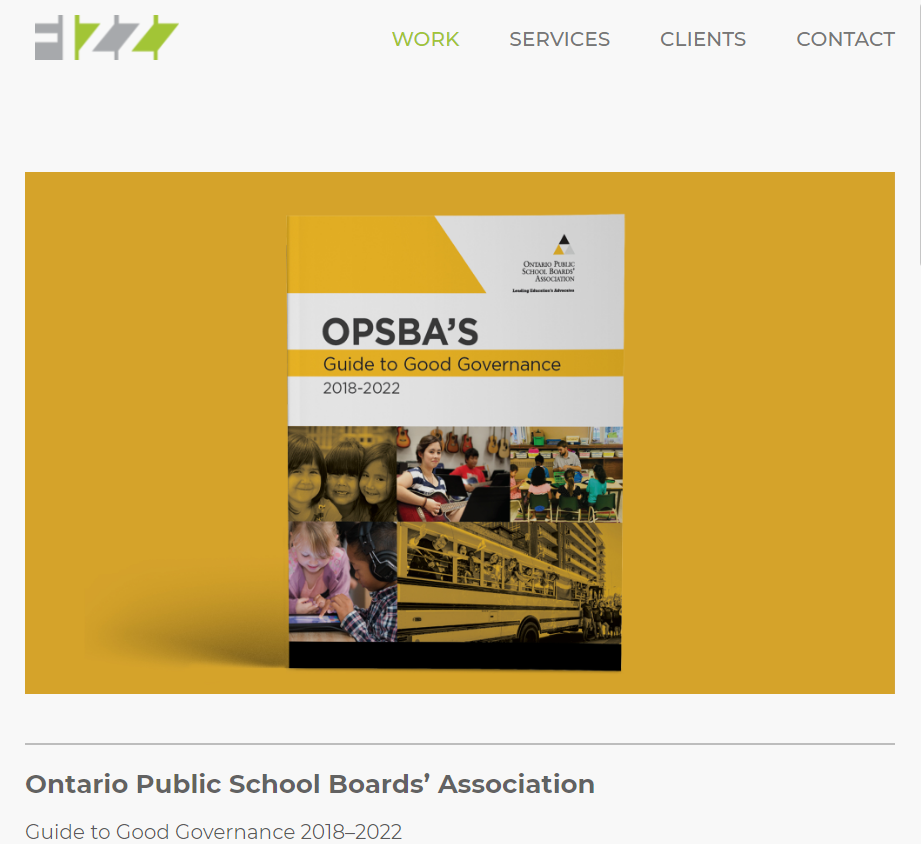 WORK
SERVICES
CLIENTS
CONTACT
ONTARIO PUBLIC
SCHOOL BOARDS'
ASSOCIATION
Leading Education's Advocates
OPSBA'S
Guide to Good Governance
2018-2022
Ontario Public School Boards’ Association
Guide to Good Governance 2018–2022